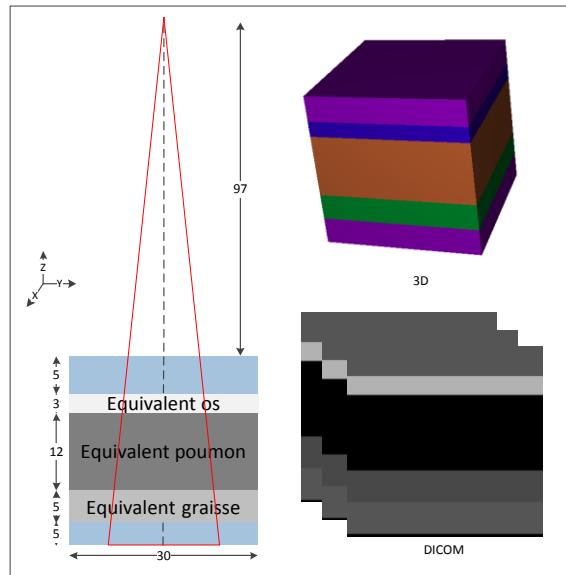 97
3D
Z
Y
X
5
3
Equivalent os
12
Equivalent poumon
5
Equivalent graisse
5
30
DICOM